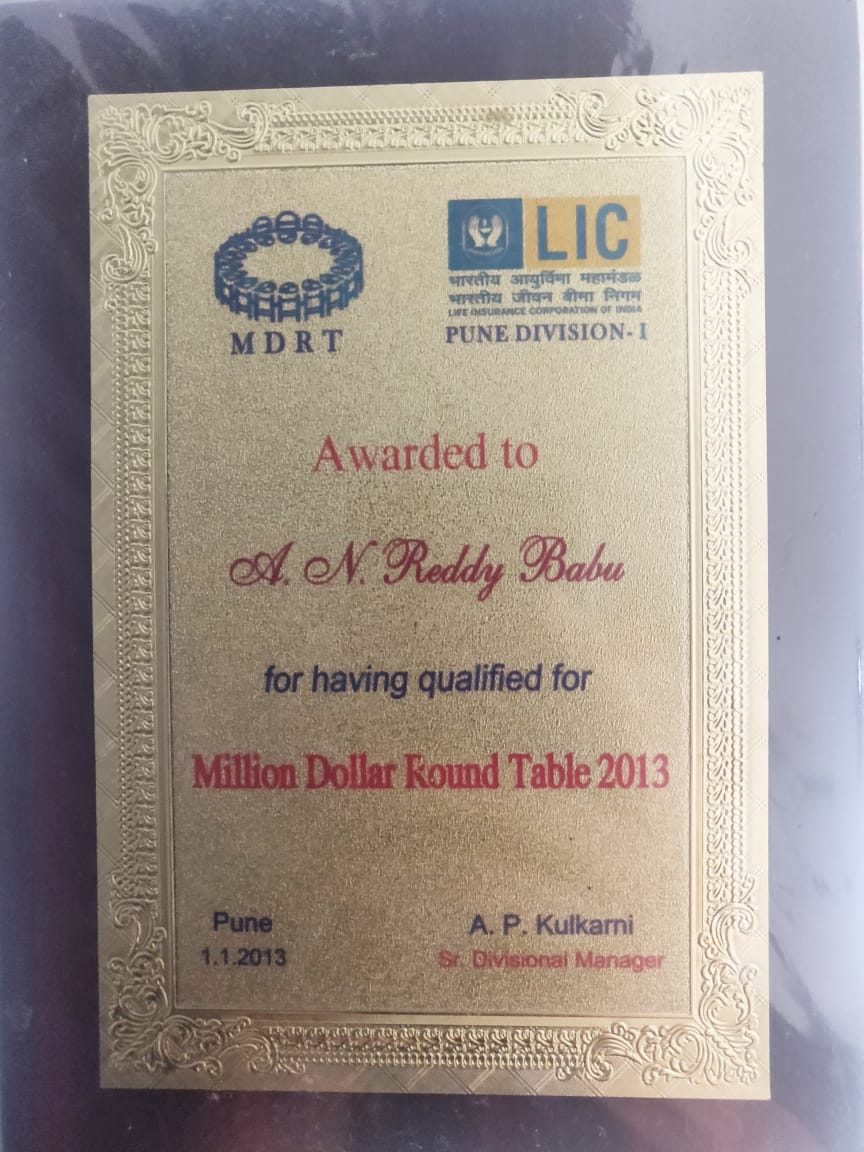 MDRT
LIC
भारतीय आयुर्विमा महामंडळ
भारतीय जीवन बीमा निगम
LIFE INSURANCE CORPORATION OF INDIA
PUNE DIVISION- I
Awarded to
A. N. Reddy Babu
for having qualified for
Million Dollar Round Table 2013
Pune
1.1.2013
A. P. Kulkarni
Sr. Divisional Manager